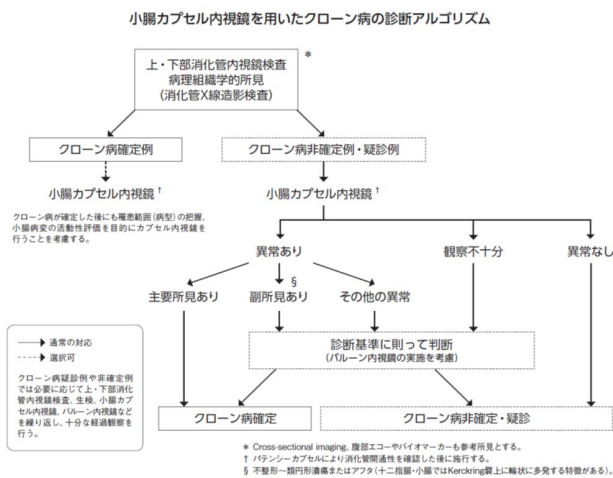 小腸カプセル内視鏡を用いたクローン病の診断アルゴリズム
上・下部消化管内視鏡検査
病理組織学的所見
(消化管X線造影検査)
*
クローン病確定例
クローン病非確定例・疑診例
小腸カプセル内視鏡†
小腸カプセル内視鏡†
クローン病が確定した後にも罹患範囲(病型)の把握、
小腸病変の活動性評価を目的にカプセル内視鏡を
行うことを考慮する。
異常あり
観察不十分
異常なし
主要所見あり
副所見あり§
その他の異常
診断基準に則って判断
(バルーン内視鏡の実施を考慮)
通常の対応
選択可
クローン病疑診例や非確定例
では必要に応じて上・下部消化
管内視鏡検査、生検、小腸カプ
セル内視鏡、バルーン内視鏡など
を繰り返し、十分な経過観察を
行う。
クローン病確定
クローン病非確定・疑診
* Cross-sectional imaging、腹部エコーやバイオマーカーも参考所見とする。
† パテンシーカプセルにより消化管開通性を確認した後に施行する。
§ 不整形~類円形潰瘍またはアフタ(十二指腸・小腸ではKerckring襞上に輪状に多発する特徴がある)。